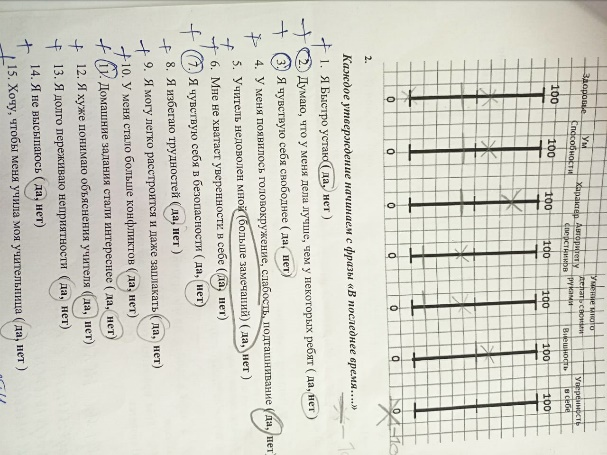 Здоровье
Ум Способности
Характер
Авторитет у сверстников
Умение много делать своими руками
Внешность
Уверенность в себе
100 100 100 100 100 100 100
0 0 0 0 0 0 0
2.
Каждое утверждение начинаем с фразы «В последнее время….»
1. Я Быстро устаю (да, нет)
2. Думаю, что у меня дела лучше, чем у некоторых ребят (да, нет)
3. Я чувствую себя свободнее (да, нет)
4. У меня появилось головокружение, слабость, подташнивание (да, нет
5. Учитель недоволен мной (больше замечаний) (да, нет)
6. Мне не хватает уверенности в себе (да, нет)
7. Я чувствую себя в безопасности (да, нет)
8. Я избегаю трудностей (да, нет)
9. Я могу легко расстроится и даже заплакать (да, нет)
10. У меня стало больше конфликтов (да, нет)
11. Домашние задания стали интереснее (да, нет)
12. Я хуже понимаю объяснения учителя (да, нет)
13. Я долго переживаю неприятности (да, нет)
14. Я не высыпаюсь (да, нет)
15. Хочу, чтобы меня учила моя учительница (да, нет)